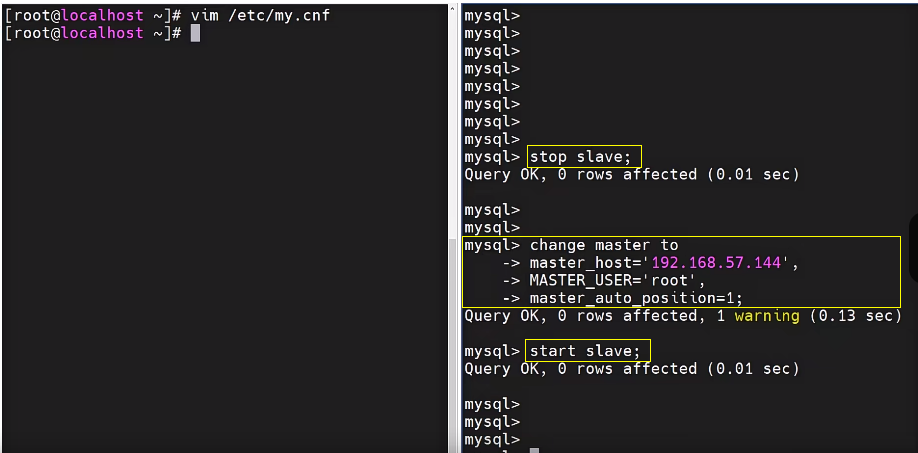 [root@localhost ~]# vim /etc/my.cnf
[root@localhost ~]#
mysql>
mysql>
mysql>
mysql>
mysql>
mysql>
mysql>
mysql>
mysql> stop slave;
Query OK, 0 rows affected (0.01 sec)
mysql>
mysql>
mysql> change master to
-> master_host='192.168.57.144',
-> MASTER_USER='root',
-> master_auto_position=1;
Query OK, 0 rows affected, 1 warning (0.13 sec)
mysql> start slave;
Query OK, 0 rows affected (0.01 sec)
mysql>
mysql>
mysql>